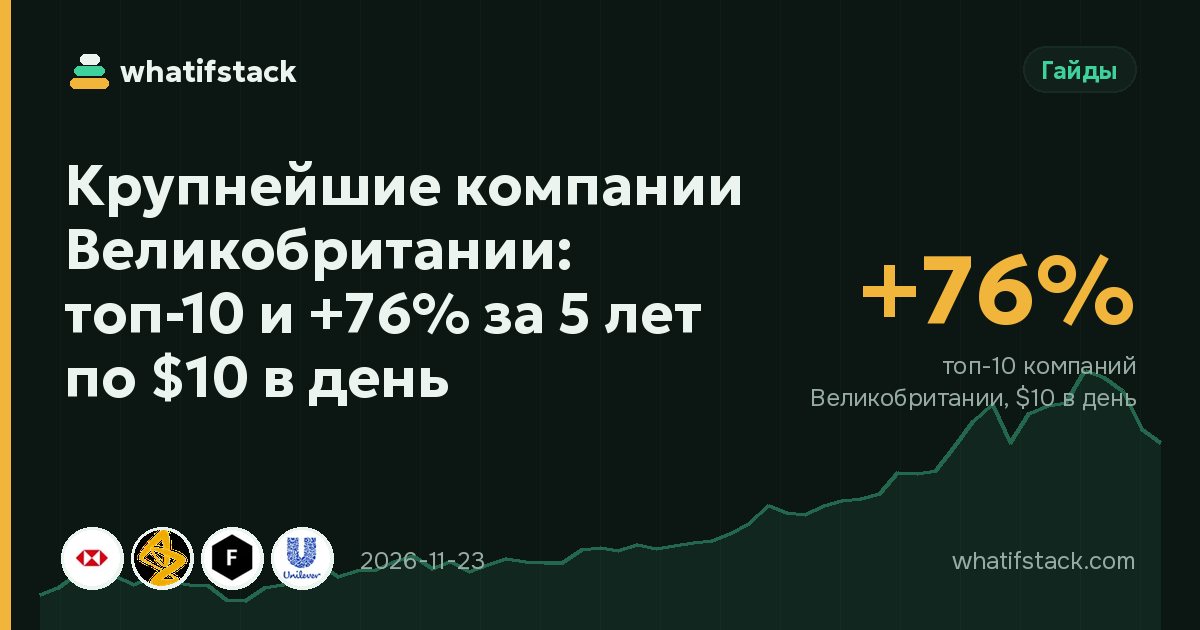 whatifstack
Гайды
Крупнейшие компании
Великобритании:
топ-10 и +76% за 5 лет
по $10 в день
+76%
топ-10 компаний
Великобритании, $10 в день
F
Unilever
2026-11-23
whatifstack.com